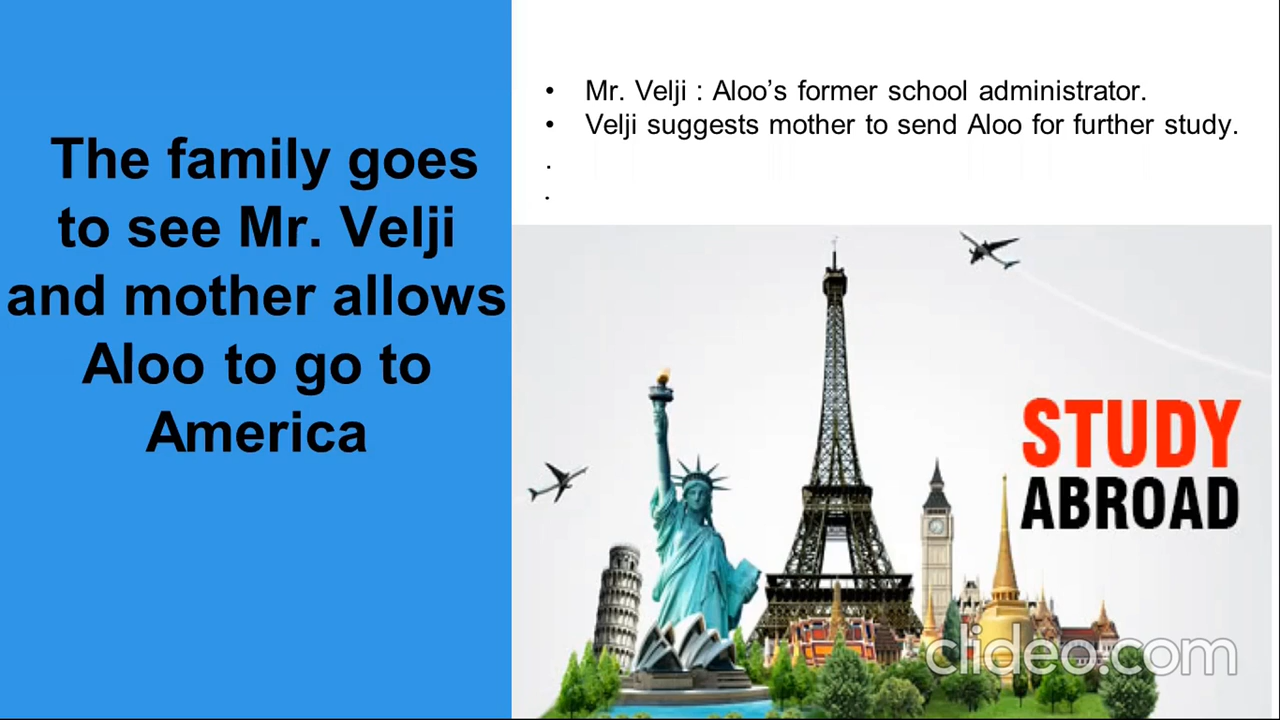 The family goes
to see Mr. Velji
and mother allows
Aloo to go to
America
• Mr. Velji : Aloo’s former school administrator.
• Velji suggests mother to send Aloo for further study.
.
.
STUDY
ABROAD
clideo.com